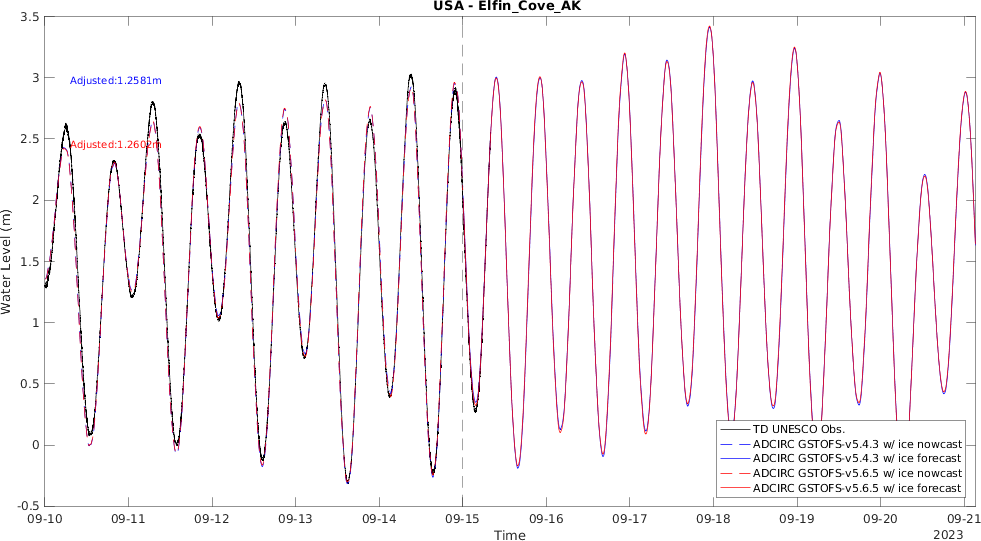 USA - Elfin_Cove_AK
Water Level (m)
3.5
3
2.5
2
1.5
1
0.5
0
-0.5
Adjusted:1.2581m
Adjusted:1.2602m
TD UNESCO Obs.
ADCIRC GSTOFS-v5.4.3 w/ ice nowcast
ADCIRC GSTOFS-v5.4.3 w/ ice forecast
ADCIRC GSTOFS-v5.6.5 w/ ice nowcast
ADCIRC GSTOFS-v5.6.5 w/ ice forecast
09-10 09-11 09-12 09-13 09-14 09-15 09-16 09-17 09-18 09-19 09-20 09-21
Time
2023